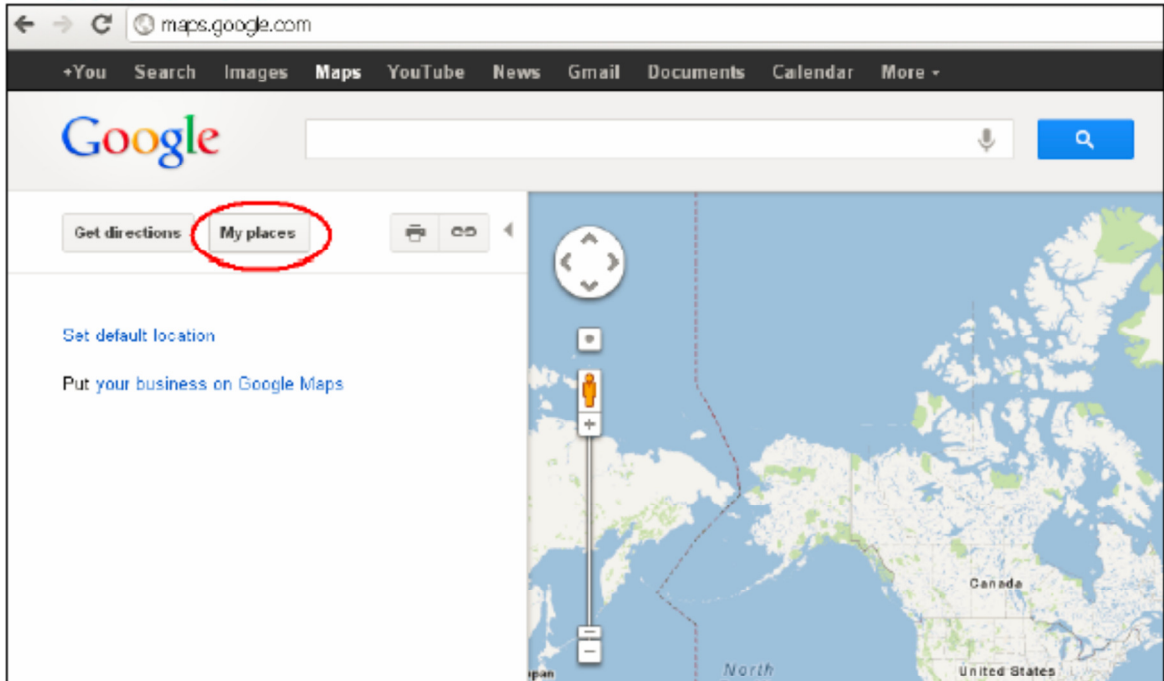 maps.google.com
+You Search Images Maps YouTube News Gmail Documents Calendar More
Google
Get directions My places
Set default location
Put your business on Google Maps
Canada
North
United States